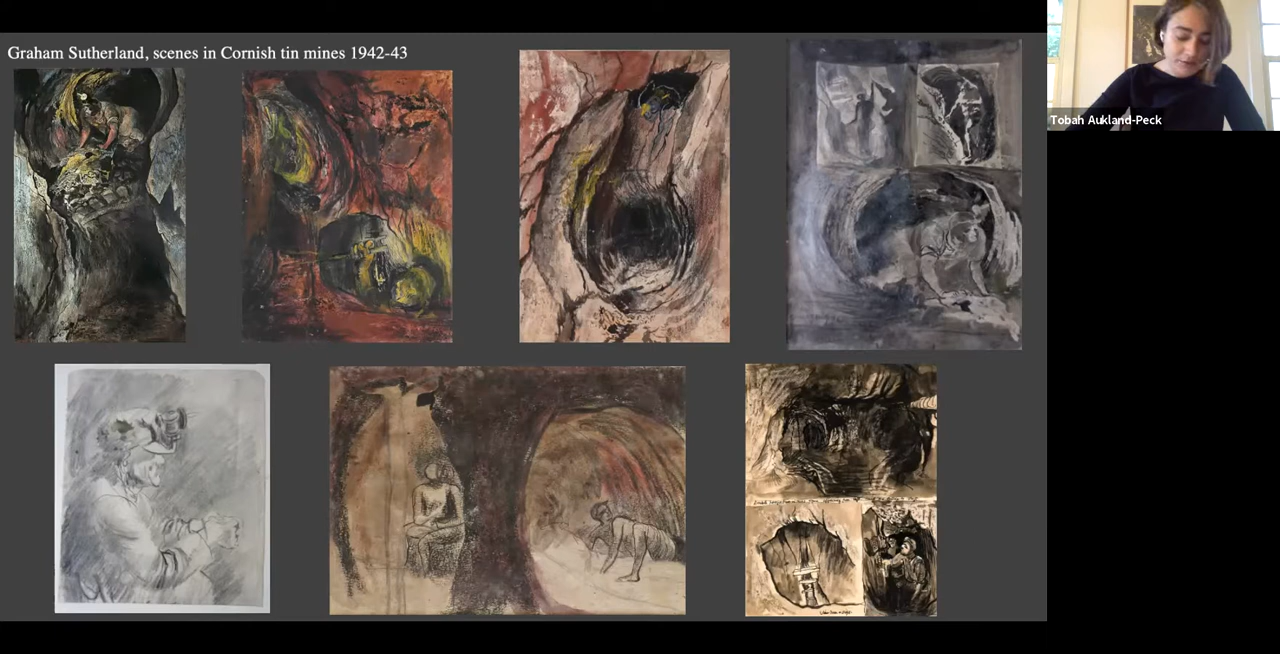 Graham Sutherland, scenes in Cornish tin mines 1942-43
Tobah Aukland-Peck